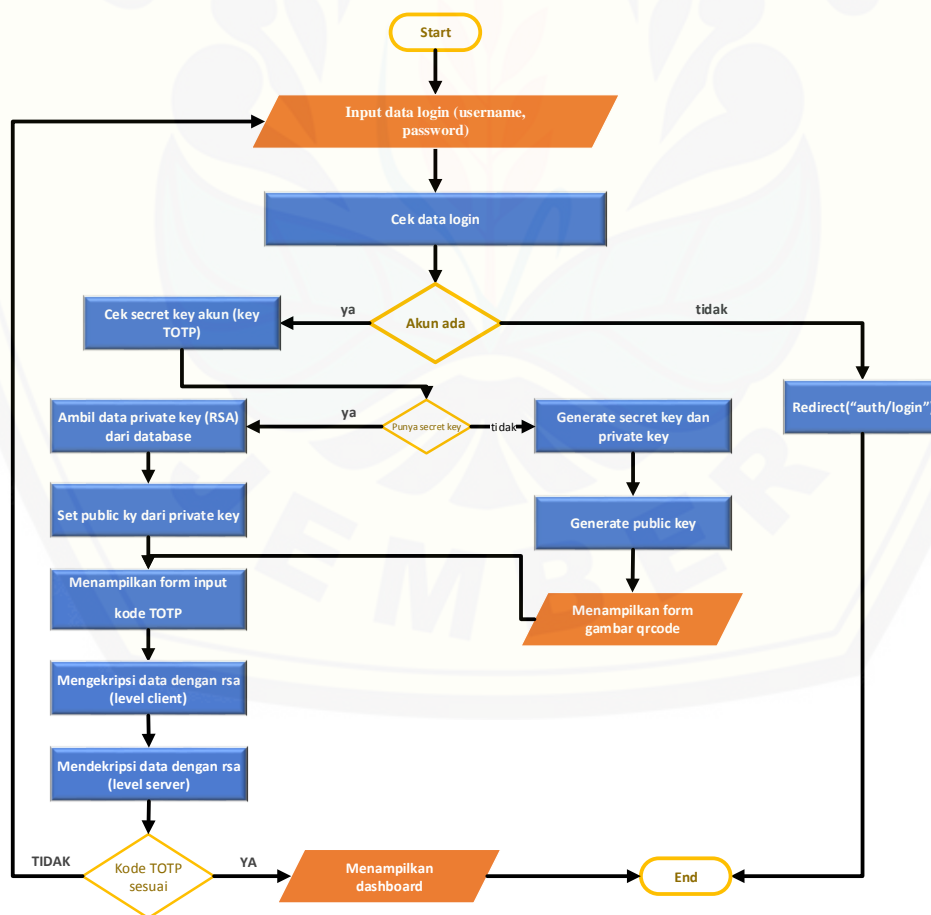 Start
Input data login (username,
password)
Cek data login
Akun ada
ya
tidak
Cek secret key akun (key
TOTP)
Redirect(“auth/login”)
Punya secret key
ya
tidak
Ambil data private key (RSA)
dari database
Generate secret key dan
private key
Set public ky dari private key
Generate public key
Menampilkan form input
kode TOTP
Menampilkan form
gambar qrcode
Mengekripsi data dengan rsa
(level client)
Mendekripsi data dengan rsa
(level server)
Kode TOTP
sesuai
TIDAK
YA
Menampilkan
dashboard
End
EMBER